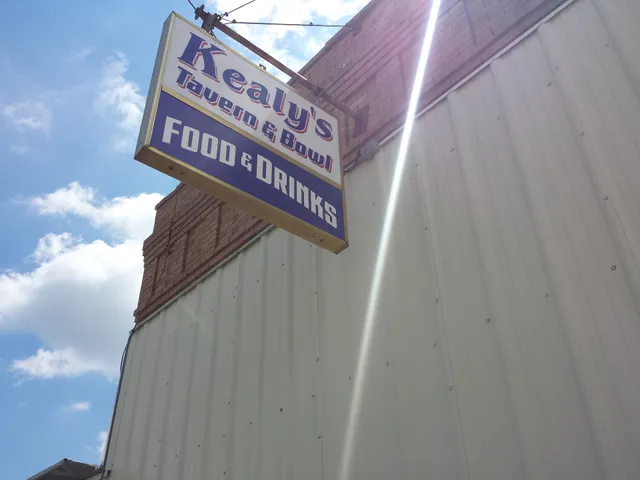 Kealy's
Tavern & Bowl
FOOD & DRINKS